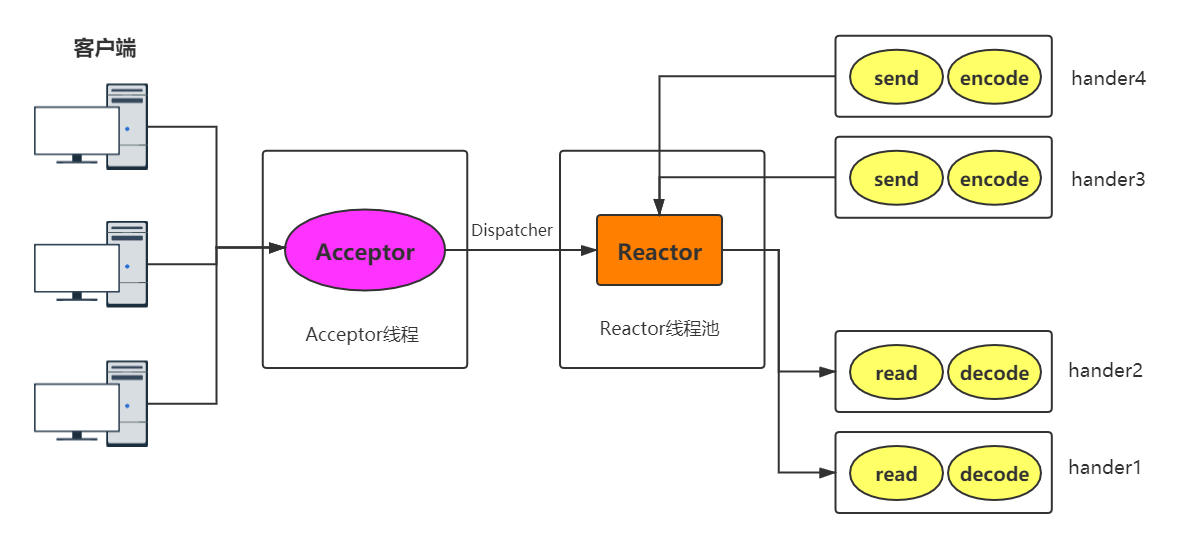 客户端
send
encode
hander4
send
encode
hander3
Acceptor
Dispatcher
Reactor
Acceptor线程
Reactor线程池
read
decode
hander2
read
decode
hander1